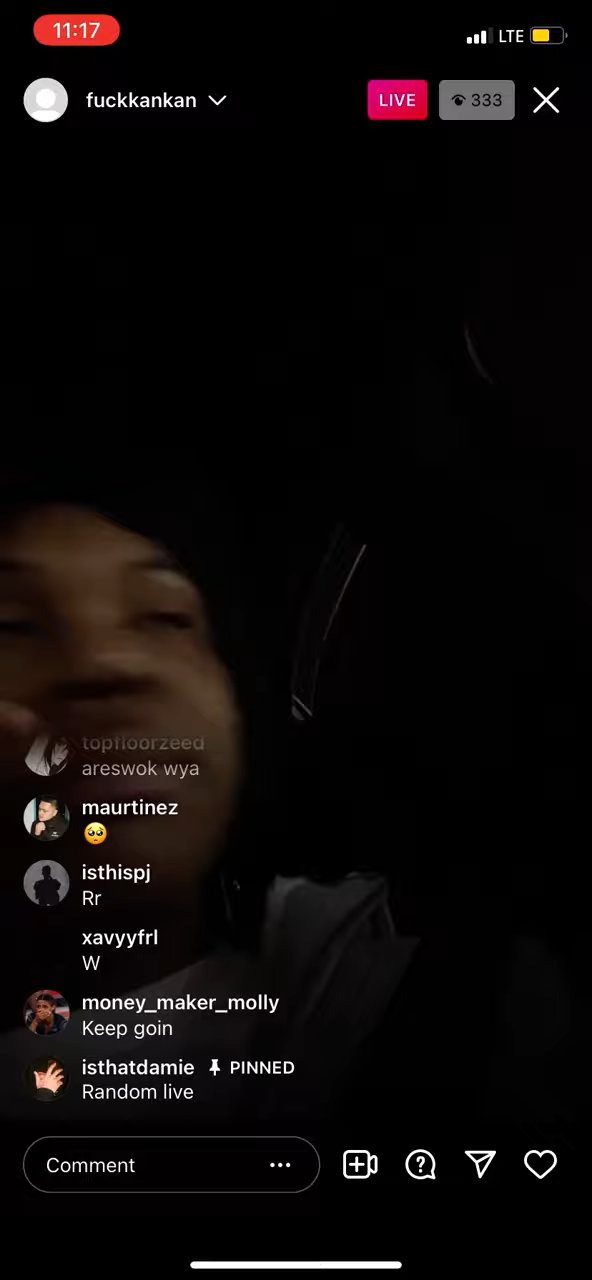 11:17
LTE
fuckkankan
LIVE
333
topfloorzeed
areswok wya
maurtinez
🥺
isthispj
Rr
xavyyfrl
W
money_maker_molly
Keep goin
isthatdamie PINNED
Random live
Comment